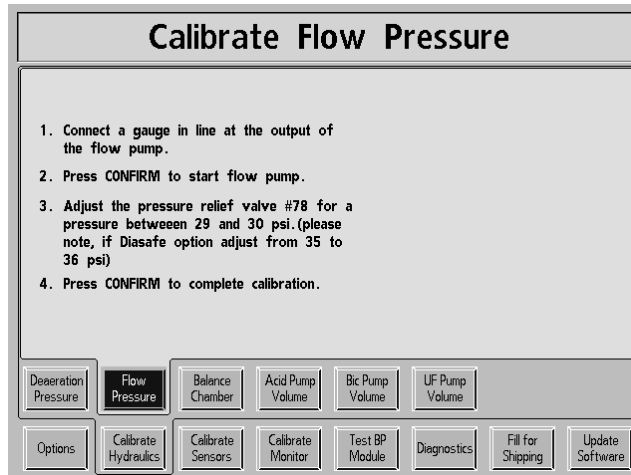 Calibrate Flow Pressure
1. Connect a gauge in line at the output of
the flow pump.
2. Press CONFIRM to start flow pump.
3. Adjust the pressure relief valve #78 for a
pressure betweeen 29 and 30 psi.(please
note, if Diasafe option adjust from 35 to
36 psi)
4. Press CONFIRM to complete calibration.
Deaeration
Pressure
Flow
Pressure
Balance
Chamber
Acid Pump
Volume
Bic Pump
Volume
UF Pump
Volume
Options
Calibrate
Hydraulics
Calibrate
Sensors
Calibrate
Monitor
Test BP
Module
Diagnostics
Fill for
Shipping
Update
Software